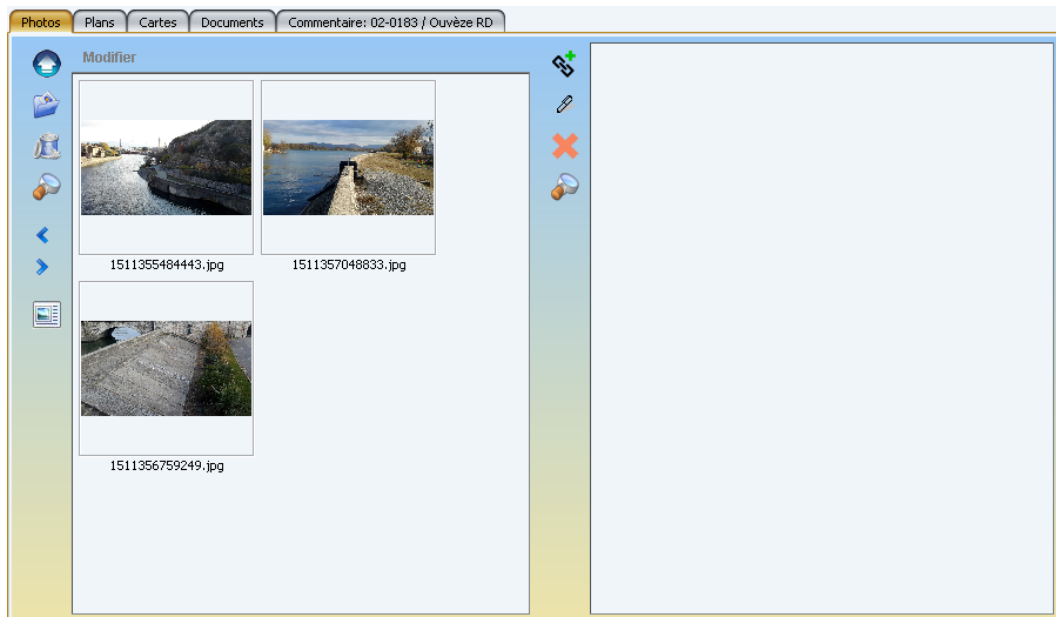 Photos Plans Cartes Documents Commentaire: 02-0183 / Ouvèze RD
Modifier
1511355484443.jpg 1511357048833.jpg
1511356759249.jpg